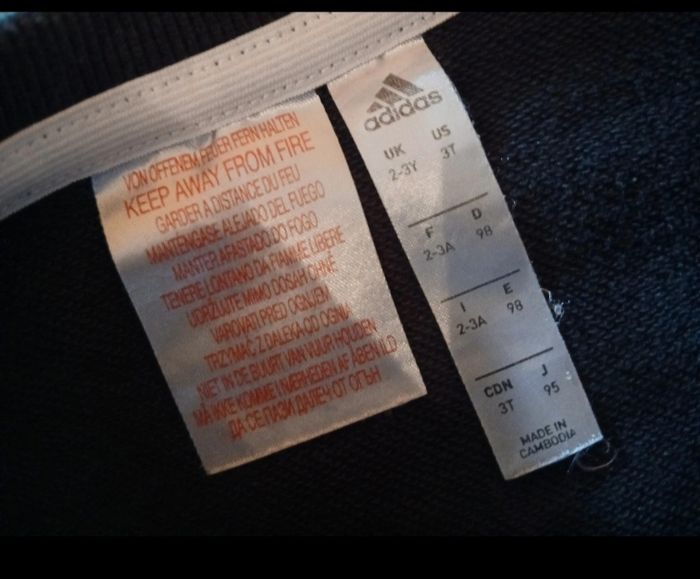 VON OFFENEM FEUER FERN HALTEN
KEEP AWAY FROM FIRE
GARDER A DISTANCE DU FEU
MANTENGASE ALEJADO DEL FUEGO
MANTER AFASTADO DO FOGO
TENERE LONTANO DA FIAMME LIBERE
UDRŽUJTE MIMO DOSAH OHNĚ
VAROVATI PRED OGNJEM
TRZYMAĆ Z DALEKA OD OGNIA
NIET IN DE BUURT VAN VUUR HOUDEN
MÅ IKKE KOMME I NÆRHEDEN AF ÅBEN ILD
ДА СЕ ПАЗИ ДАЛЕЧ ОТ ОГЪН
adidas
UK US
2-3Y 3T
F D
2-3A 98
I E
2-3A 98
CDN J
3T 95
MADE IN
CAMBODIA